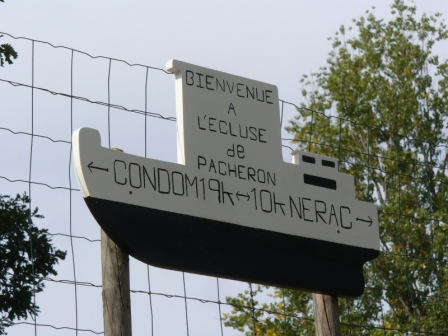 BIENVENUE
A
L'ECLUSE
de
PACHERON
← CONDOM 19K ↔ 10K NERAC →